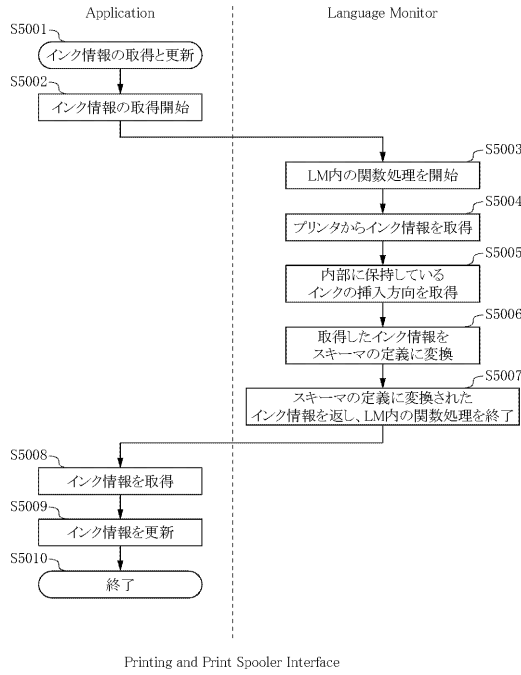 Application
Language Monitor
S5001
インク情報の取得と更新
S5002
インク情報の取得開始
S5003
LM内の関数処理を開始
S5004
プリンタからインク情報を取得
S5005
内部に保持している
インクの挿入方向を取得
S5006
取得したインク情報を
スキーマの定義に変換
S5007
スキーマの定義に変換された
インク情報を返し、LM内の関数処理を終了
S5008
インク情報を取得
S5009
インク情報を更新
S5010
終了
Printing and Print Spooler Interface